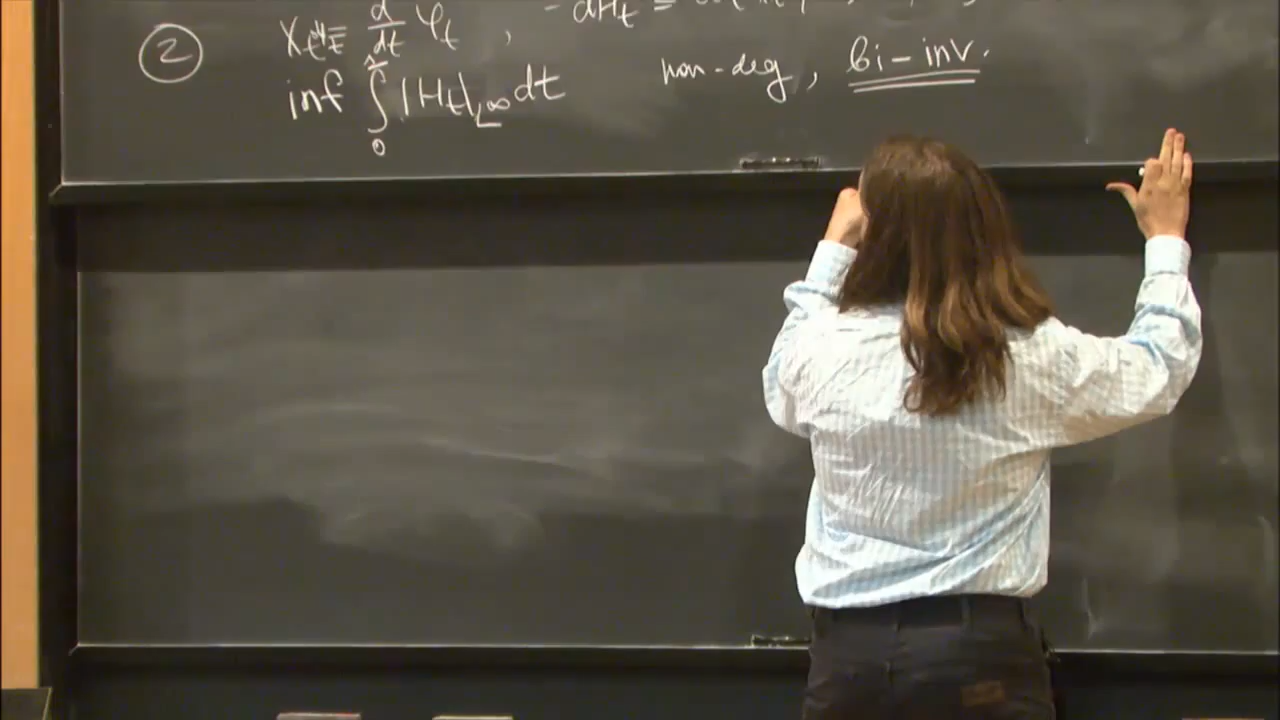 ② X_t = d/dt φ_t , - dH_t =
inf ∫_0^1 |H_t|_{L^∞} dt non-deg, bi-inv.